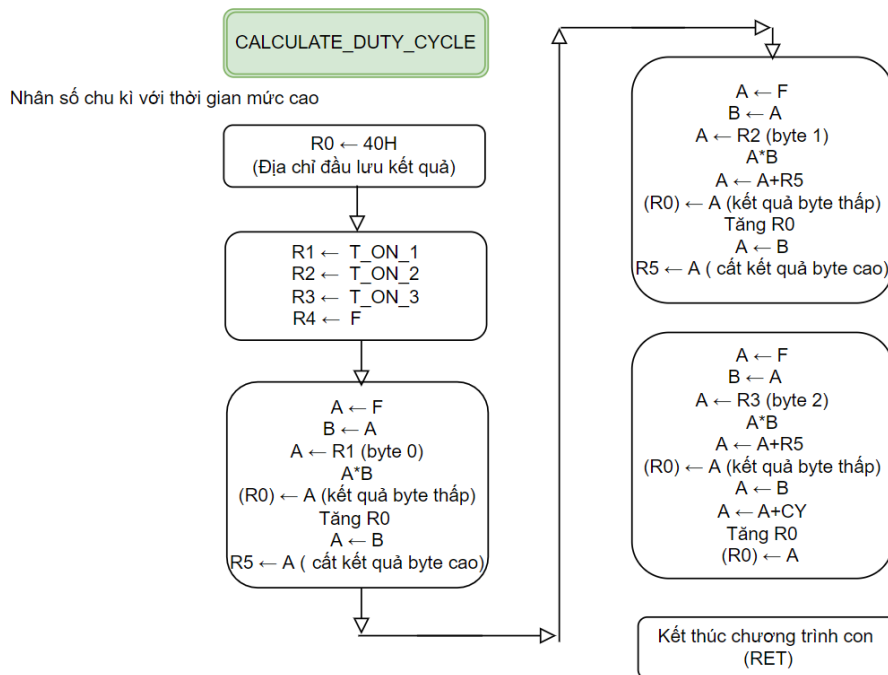 CALCULATE_DUTY_CYCLE
Nhân số chu kì với thời gian mức cao
R0 ← 40H
(Địa chỉ đầu lưu kết quả)
R1 ← T_ON_1
R2 ← T_ON_2
R3 ← T_ON_3
R4 ← F
A ← F
B ← A
A ← R1 (byte 0)
A*B
(R0) ← A (kết quả byte thấp)
Tăng R0
A ← B
R5 ← A ( cất kết quả byte cao)
A ← F
B ← A
A ← R2 (byte 1)
A*B
A ← A+R5
(R0) ← A (kết quả byte thấp)
Tăng R0
A ← B
R5 ← A ( cất kết quả byte cao)
A ← F
B ← A
A ← R3 (byte 2)
A*B
A ← A+R5
(R0) ← A (kết quả byte thấp)
A ← B
A ← A+CY
Tăng R0
(R0) ← A
Kết thúc chương trình con
(RET)